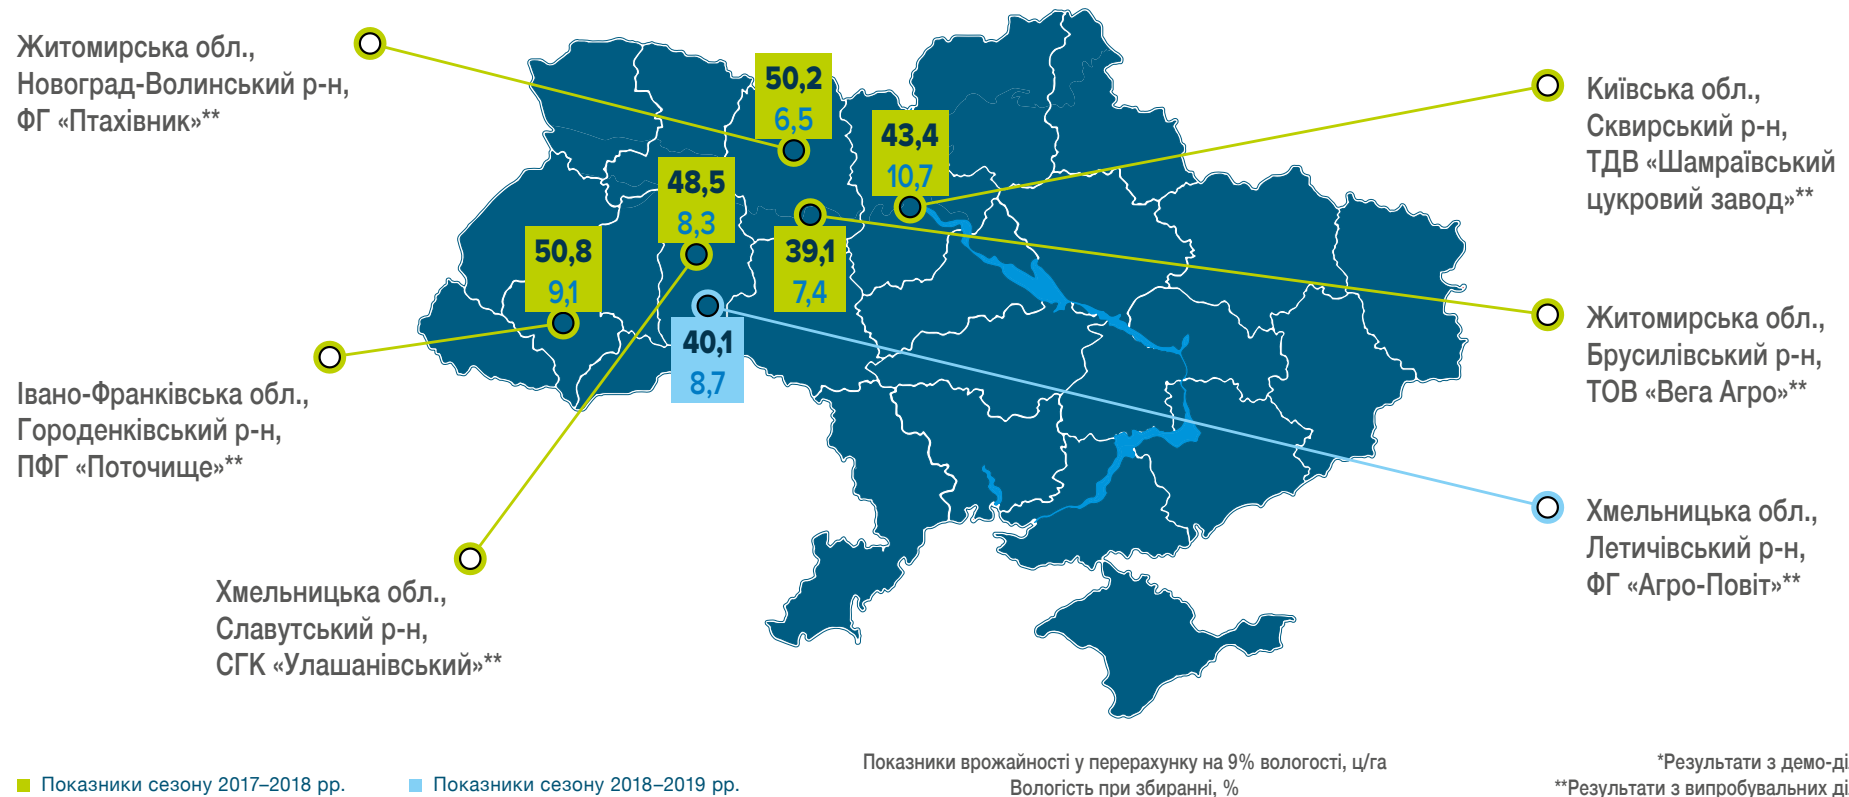 Житомирська обл.,
Новоград-Волинський р-н,
ФГ «Птахівник»**
50,2
6,5
43,4
10,7
48,5
8,3
50,8
9,1
39,1
7,4
40,1
8,7
Київська обл.,
Сквирський р-н,
ТДВ «Шамраївський
цукровий завод»**
Житомирська обл.,
Брусилівський р-н,
ТОВ «Вега Агро»**
Івано-Франківська обл.,
Городенківський р-н,
ПФГ «Поточище»**
Хмельницька обл.,
Летичівський р-н,
ФГ «Агро-Повіт»**
Хмельницька обл.,
Славутський р-н,
СГК «Улашанівський»**
Показники сезону 2017–2018 рр.
Показники сезону 2018–2019 рр.
Показники врожайності у перерахунку на 9% вологості, ц/га
Вологість при збиранні, %
*Результати з демо-ді
**Результати з випробувальних ді